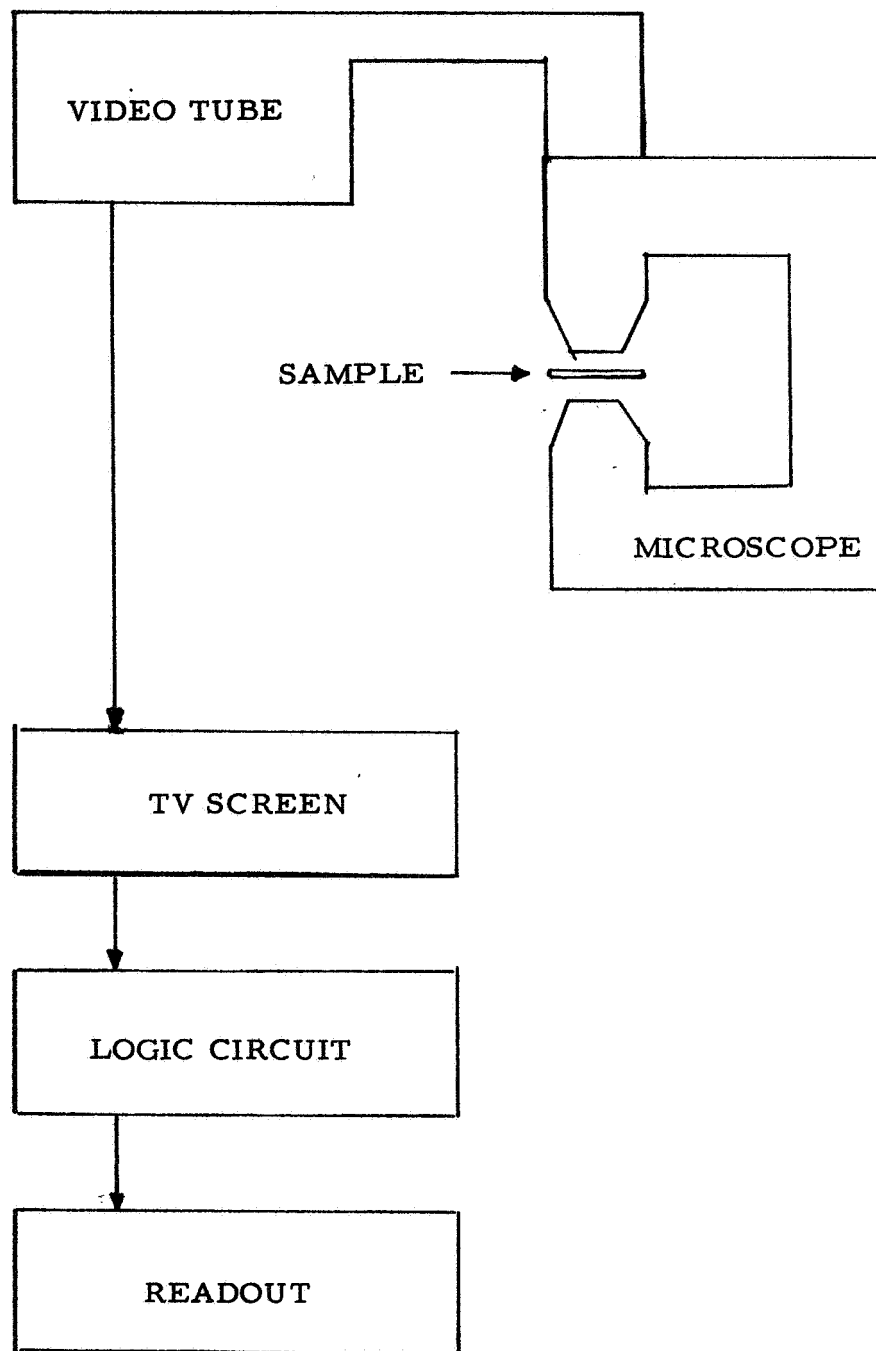 VIDEO TUBE
SAMPLE
MICROSCOPE
TV SCREEN
LOGIC CIRCUIT
READOUT